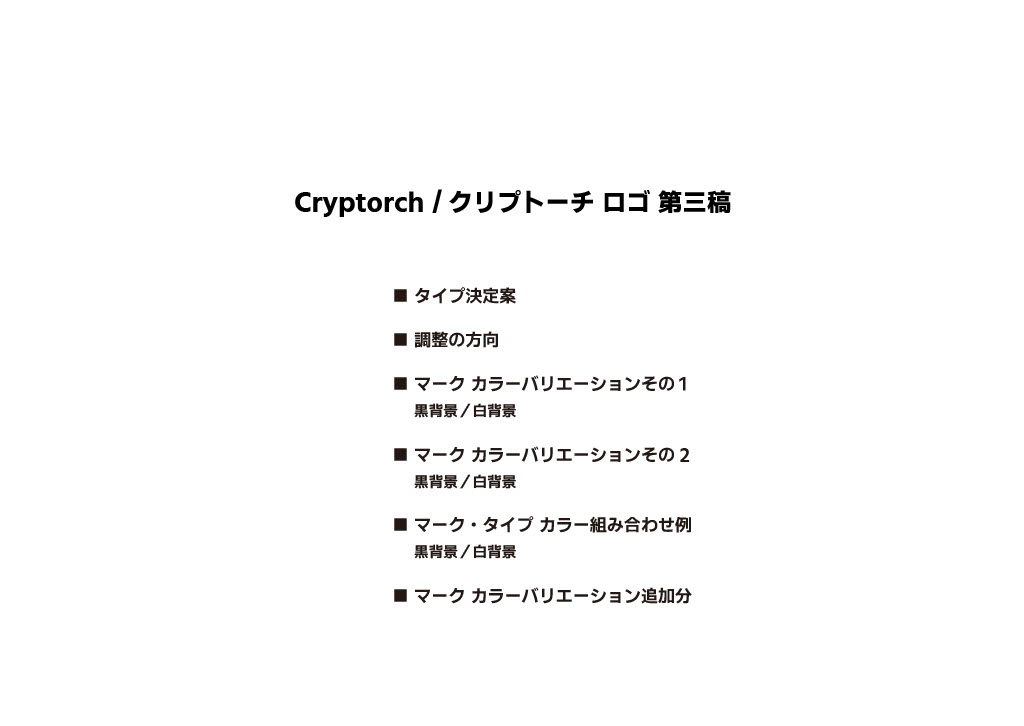 Cryptorch / クリプトーチ ロゴ 第三稿
■ タイプ決定案
■ 調整の方向
■ マーク カラーバリエーションその1
黒背景／白背景
■ マーク カラーバリエーションその2
黒背景／白背景
■ マーク・タイプ カラー組み合わせ例
黒背景／白背景
■ マーク カラーバリエーション追加分